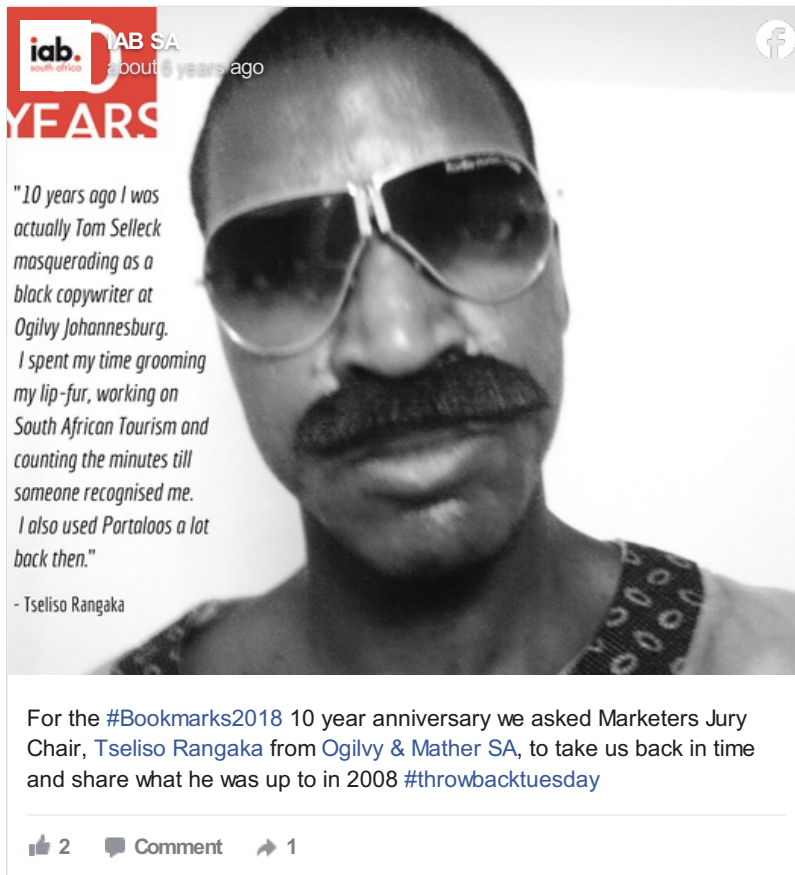 iab.
south africa
IAB SA
about 6 years ago
YEARS
"10 years ago I was
actually Tom Selleck
masquerading as a
black copywriter at
Ogilvy Johannesburg.
I spent my time grooming
my lip-fur, working on
South African Tourism and
counting the minutes till
someone recognised me.
I also used Portaloos a lot
back then."
- Tseliso Rangaka
For the #Bookmarks2018 10 year anniversary we asked Marketers Jury
Chair, Tseliso Rangaka from Ogilvy & Mather SA, to take us back in time
and share what he was up to in 2008 #throwbacktuesday
2 Comment 1